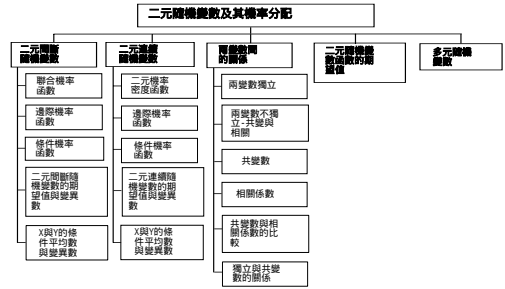 二元隨機變數及其機率分配
二元間斷
隨機變數
二元連續
隨機變數
兩變數間
的關係
二元隨機變
數函數的期
望值
多元隨機
變數
聯合機率
函數
邊際機率
函數
條件機率
函數
二元間斷隨
機變數的期
望值與變異
數
X與Y的條
件平均數
與變異數
二元機率
密度函數
邊際機率
函數
條件機率
函數
二元連續隨
機變數的期
望值與變異
數
X與Y的條
件平均數
與變異數
兩變數獨立
兩變數不獨
立-共變與
相關
共變數
相關係數
共變數與相
關係數的比
較
獨立與共變
數的關係